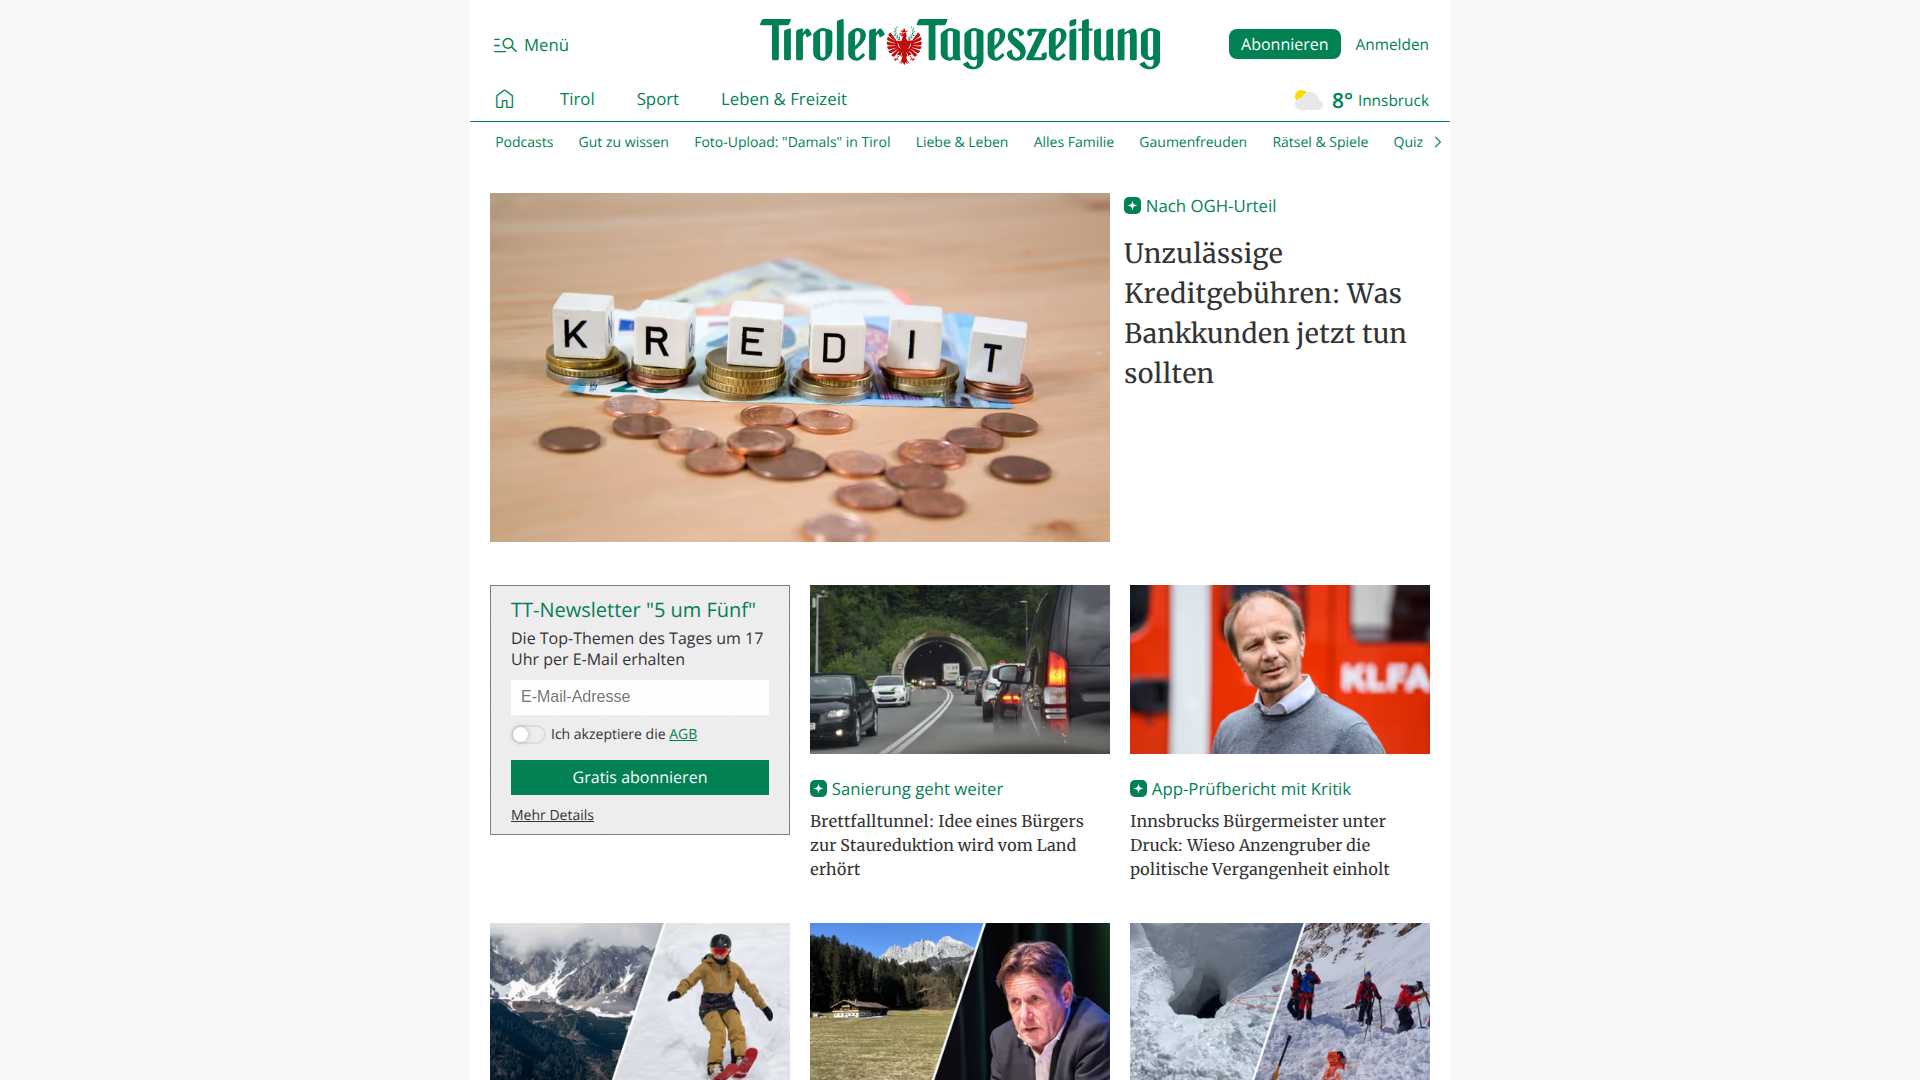 Menü
Tiroler Tageszeitung
Abonnieren
Anmelden
Tirol
Sport
Leben & Freizeit
8° Innsbruck
Podcasts
Gut zu wissen
Foto-Upload: "Damals" in Tirol
Liebe & Leben
Alles Familie
Gaumenfreuden
Rätsel & Spiele
Quiz
KREDIT
Nach OGH-Urteil
Unzulässige
Kreditgebühren: Was
Bankkunden jetzt tun
sollten
TT-Newsletter "5 um Fünf"
Die Top-Themen des Tages um 17
Uhr per E-Mail erhalten
E-Mail-Adresse
Ich akzeptiere die AGB
Gratis abonnieren
Mehr Details
Sanierung geht weiter
Brettfalltunnel: Idee eines Bürgers
zur Staureduktion wird vom Land
erhört
KLFA
App-Prüfbericht mit Kritik
Innsbrucks Bürgermeister unter
Druck: Wieso Anzengruber die
politische Vergangenheit einholt